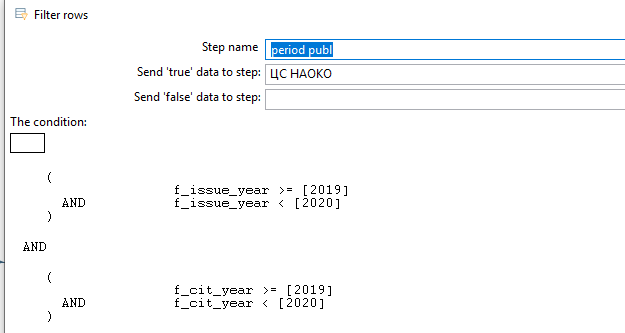 Filter rows
Step name period publ
Send 'true' data to step: ЦС НАОКО
Send 'false' data to step:
The condition:
(
f_issue_year >= [2019]
AND f_issue_year < [2020]
)
AND
(
f_cit_year >= [2019]
AND f_cit_year < [2020]
)